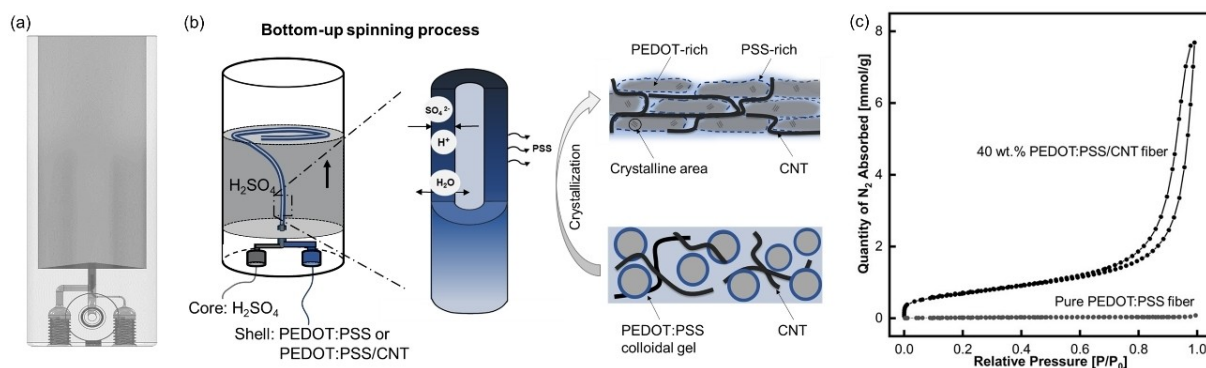 (a)
(b)
Bottom-up spinning process
H₂SO₄
Core: H₂SO₄
Shell: PEDOT:PSS or
PEDOT:PSS/CNT
SO₄ ²⁻
H⁺
H₂O
PSS
Crystallization
PEDOT-rich
PSS-rich
Crystalline area
CNT
PEDOT:PSS
colloidal gel
CNT
(c)
Quantity of N₂ Absorbed [mmol/g]
8
6
4
2
0
40 wt.% PEDOT:PSS/CNT fiber
Pure PEDOT:PSS fiber
0.0 0.2 0.4 0.6 0.8 1.0
Relative Pressure [P/P₀]